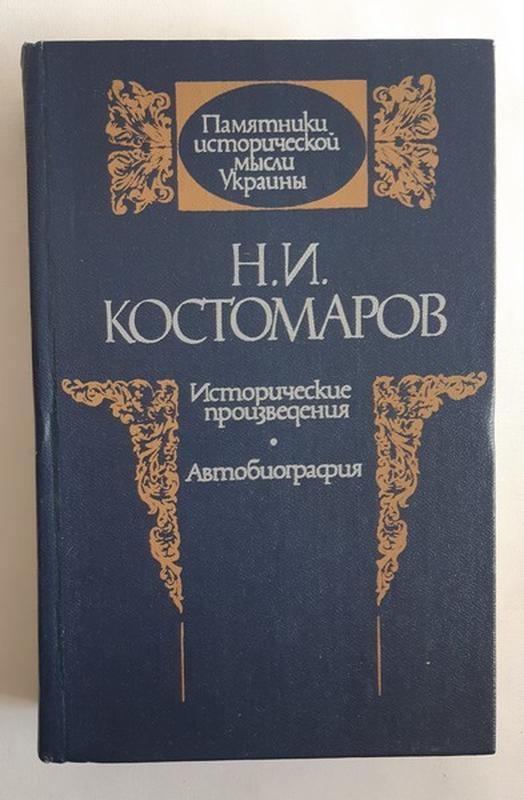 Памятники
исторической
мысли
Украины
Н.И.
КОСТОМАРОВ
Исторические
произведения
•
Автобиография